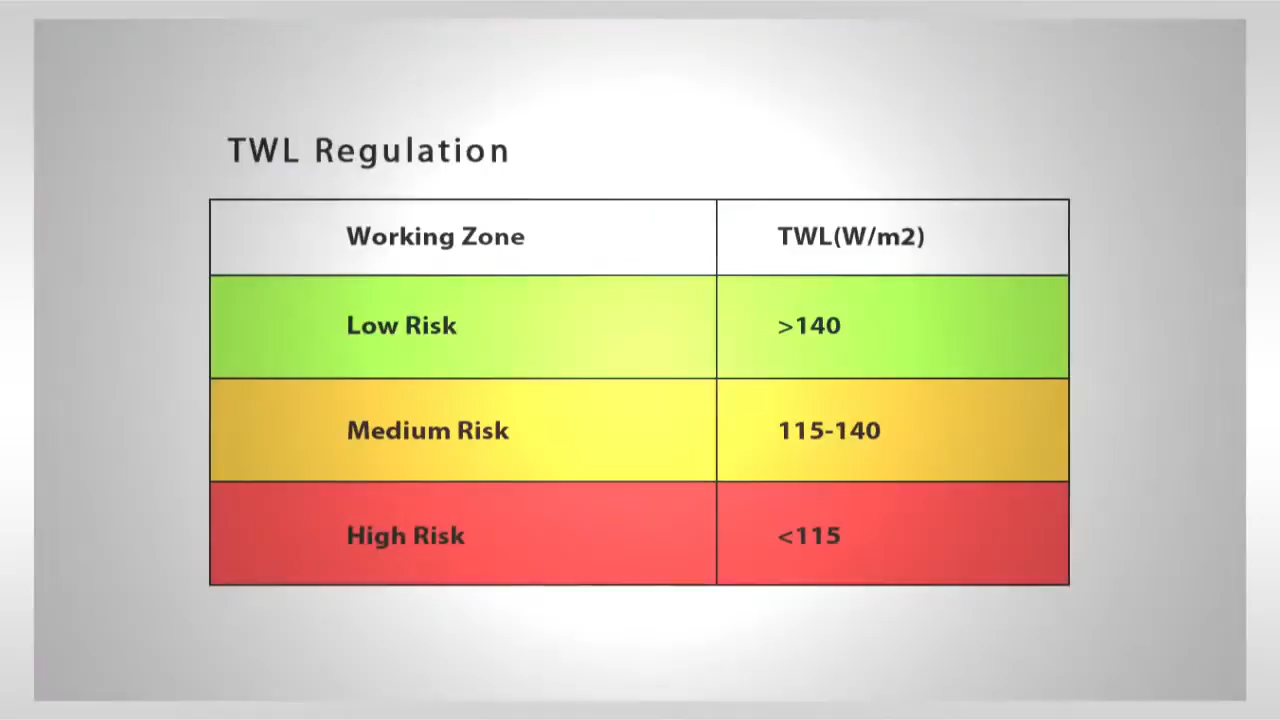 TWL Regulation
Working Zone TWL(W/m2)
Low Risk >140
Medium Risk 115-140
High Risk <115